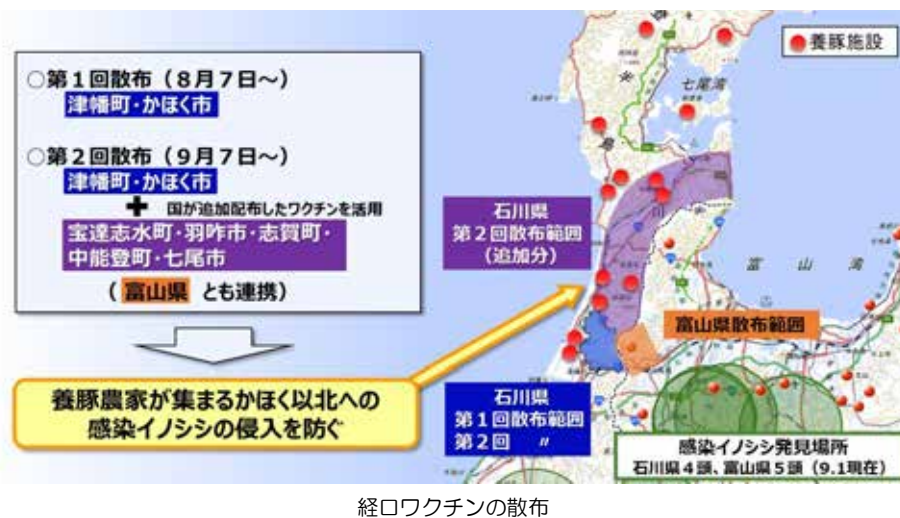 ○第1回散布(8月7日~)
津幡町・かほく市
○第2回散布(9月7日~)
津幡町・かほく市
+ 国が追加配布したワクチンを活用
宝達志水町・羽咋市・志賀町・
中能登町・七尾市
(富山県 とも連携)
養豚農家が集まるかほく以北への
感染イノシシの侵入を防ぐ
●養豚施設
七尾湾
石川県
第2回散布範囲
(追加分)
富山湾
富山県散布範囲
石川県
第1回散布範囲
第2回 〃
感染イノシシ発見場所
石川県4頭、富山県5頭(9.1現在)
経口ワクチンの散布